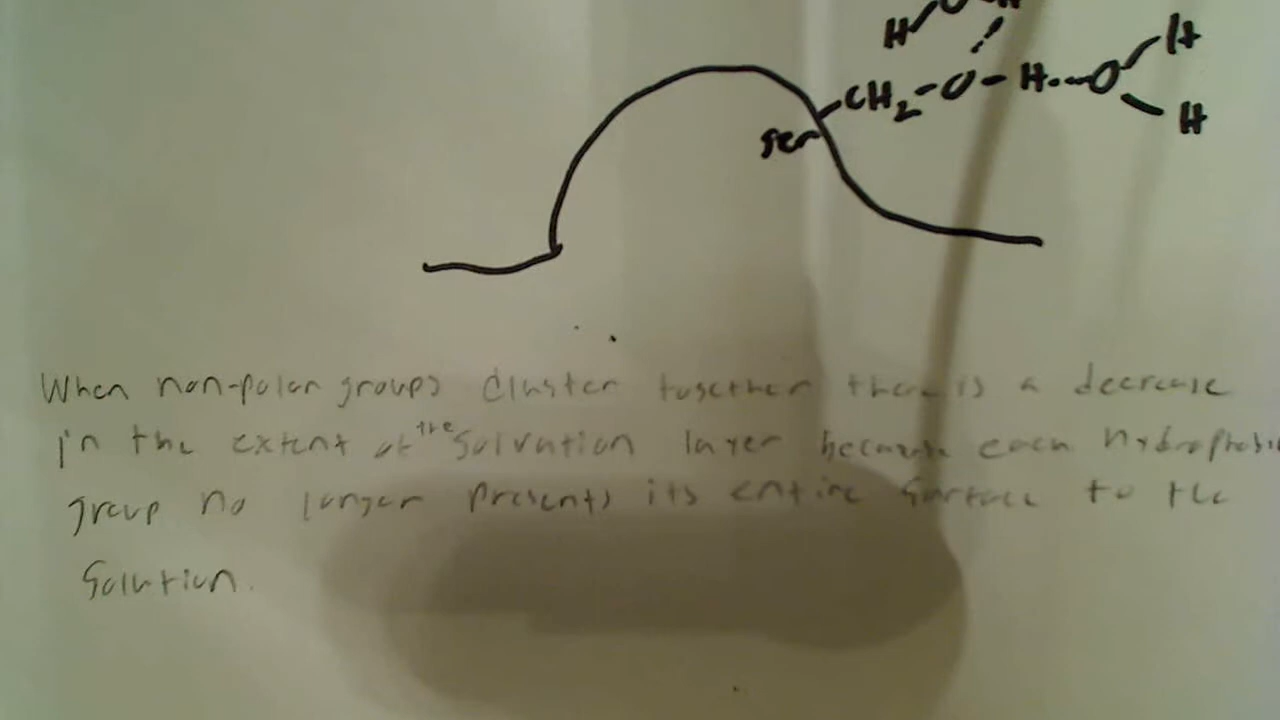 H O H
H
CH2-O-H...O
ser
H
When non-polar groups cluster together there is a decrease
in the extent of the solvation layer because each hydrophobic
group no longer presents its entire surface to the
solution.